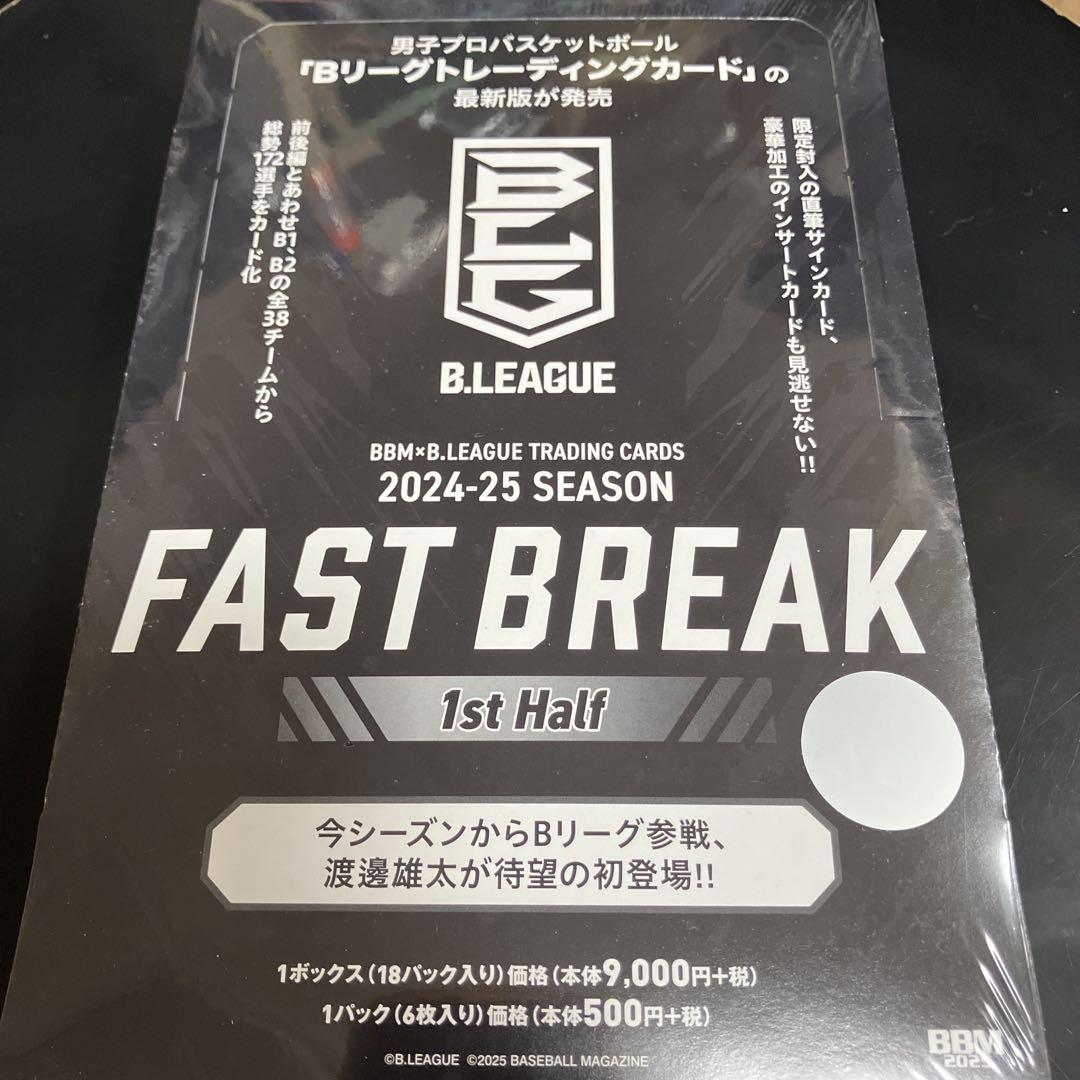 男子プロバスケットボール
「Bリーグトレーディングカード」の
最新版が発売
限定封入の直筆サインカード、
豪華加工のインサートカードも見逃せない!!
前後編とあわせB1、B2の全38チームから
総勢172選手をカード化
BLG
B.LEAGUE
BBM×B.LEAGUE TRADING CARDS
2024-25 SEASON
FAST BREAK
1st Half
今シーズンからBリーグ参戦、
渡邊雄太が待望の初登場!!
1ボックス(18パック入り)価格(本体9,000円+税)
1パック(6枚入り)価格(本体500円+税)
©B.LEAGUE ©2025 BASEBALL MAGAZINE
BBM
2025